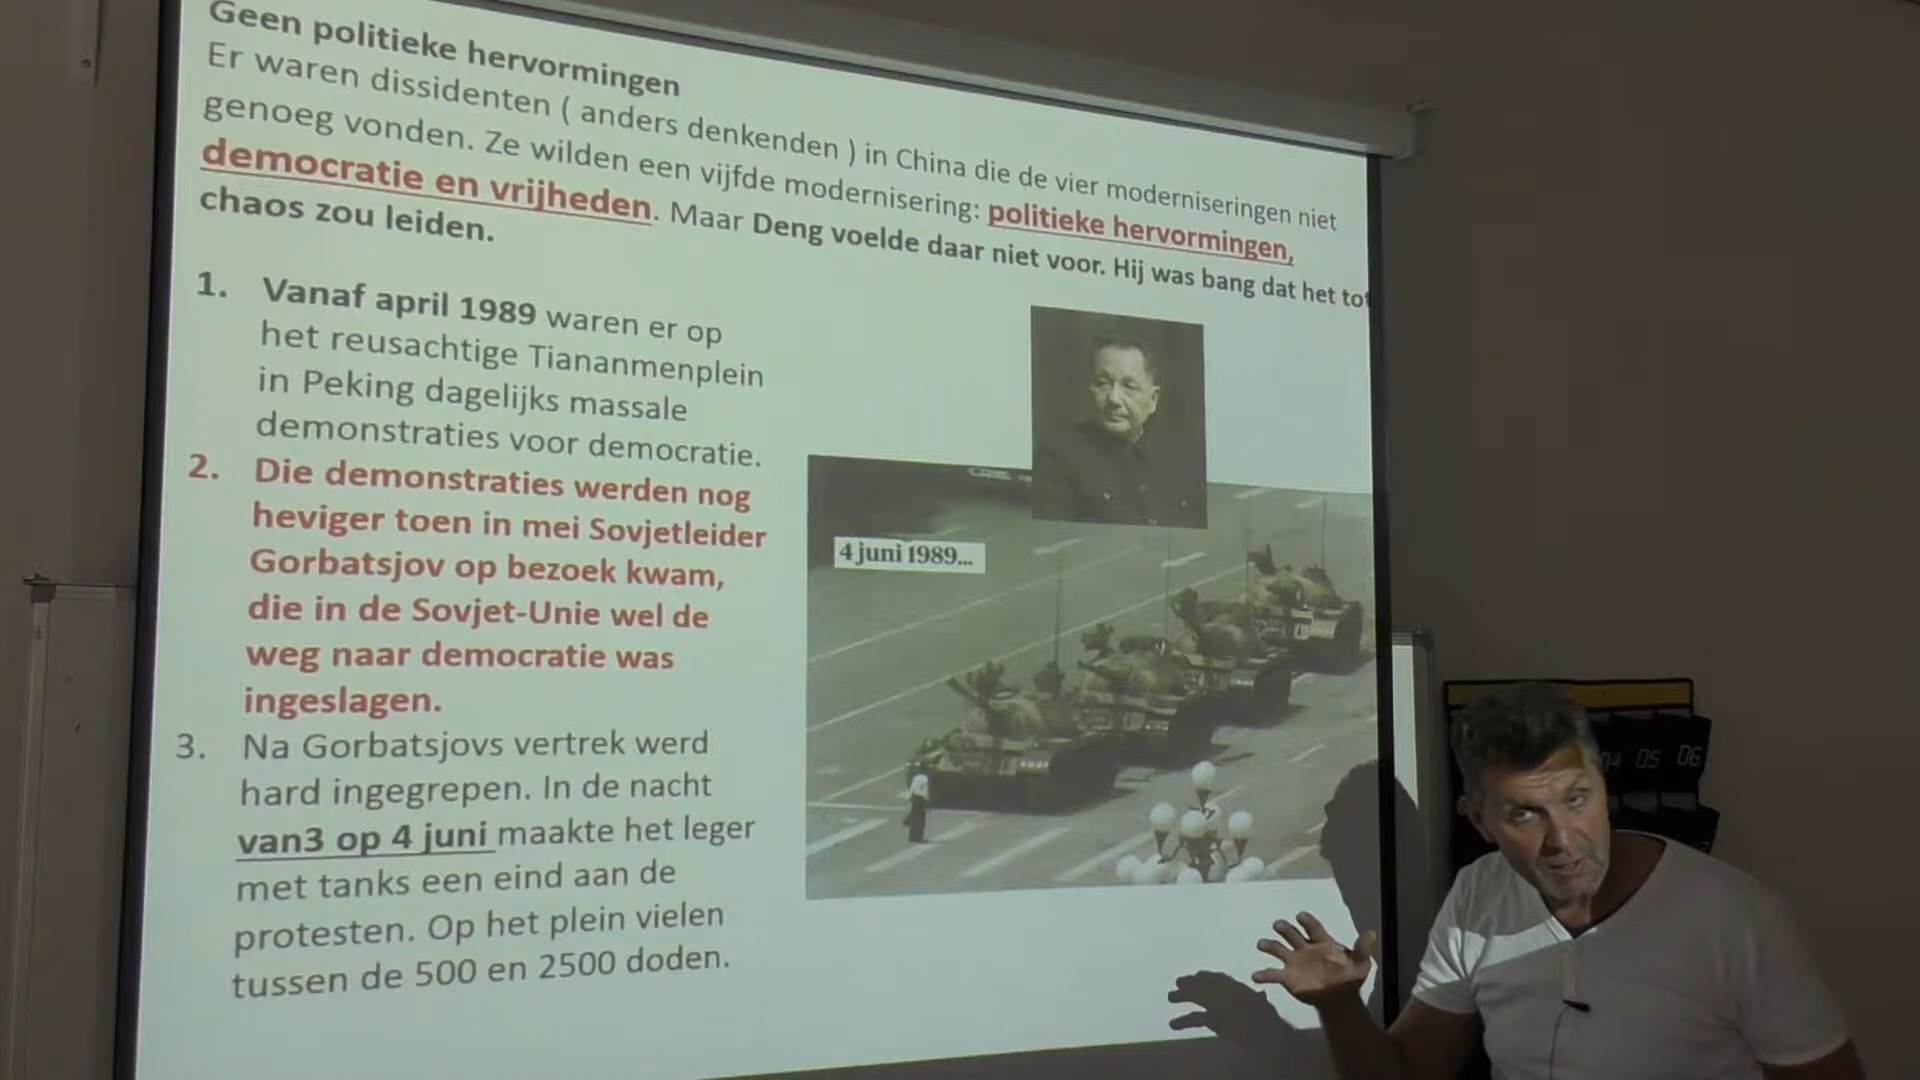 Geen politieke hervormingen
Er waren dissidenten ( anders denkenden ) in China die de vier moderniseringen niet
genoeg vonden. Ze wilden een vijfde modernisering: politieke hervormingen,
democratie en vrijheden. Maar Deng voelde daar niet voor. Hij was bang dat het tot
chaos zou leiden.
1. Vanaf april 1989 waren er op
het reusachtige Tiananmenplein
in Peking dagelijks massale
demonstraties voor democratie.
2. Die demonstraties werden nog
heviger toen in mei Sovjetleider
Gorbatsjov op bezoek kwam,
die in de Sovjet-Unie wel de
weg naar democratie was
ingeslagen.
3. Na Gorbatsjovs vertrek werd
hard ingegrepen. In de nacht
van3 op 4 juni maakte het leger
met tanks een eind aan de
protesten. Op het plein vielen
tussen de 500 en 2500 doden.
4 juni 1989...
04 05 06